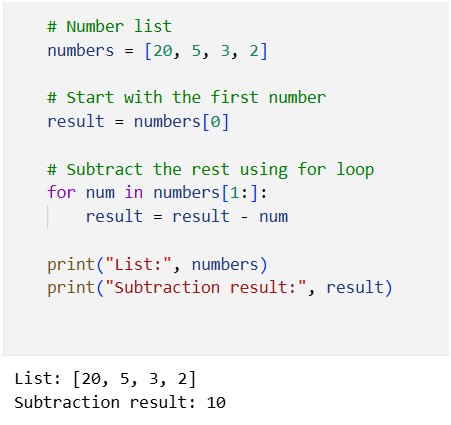 # Number list
numbers = [20, 5, 3, 2]
# Start with the first number
result = numbers[0]
# Subtract the rest using for loop
for num in numbers[1:]:
    result = result - num
print("List:", numbers)
print("Subtraction result:", result)
List: [20, 5, 3, 2]
Subtraction result: 10